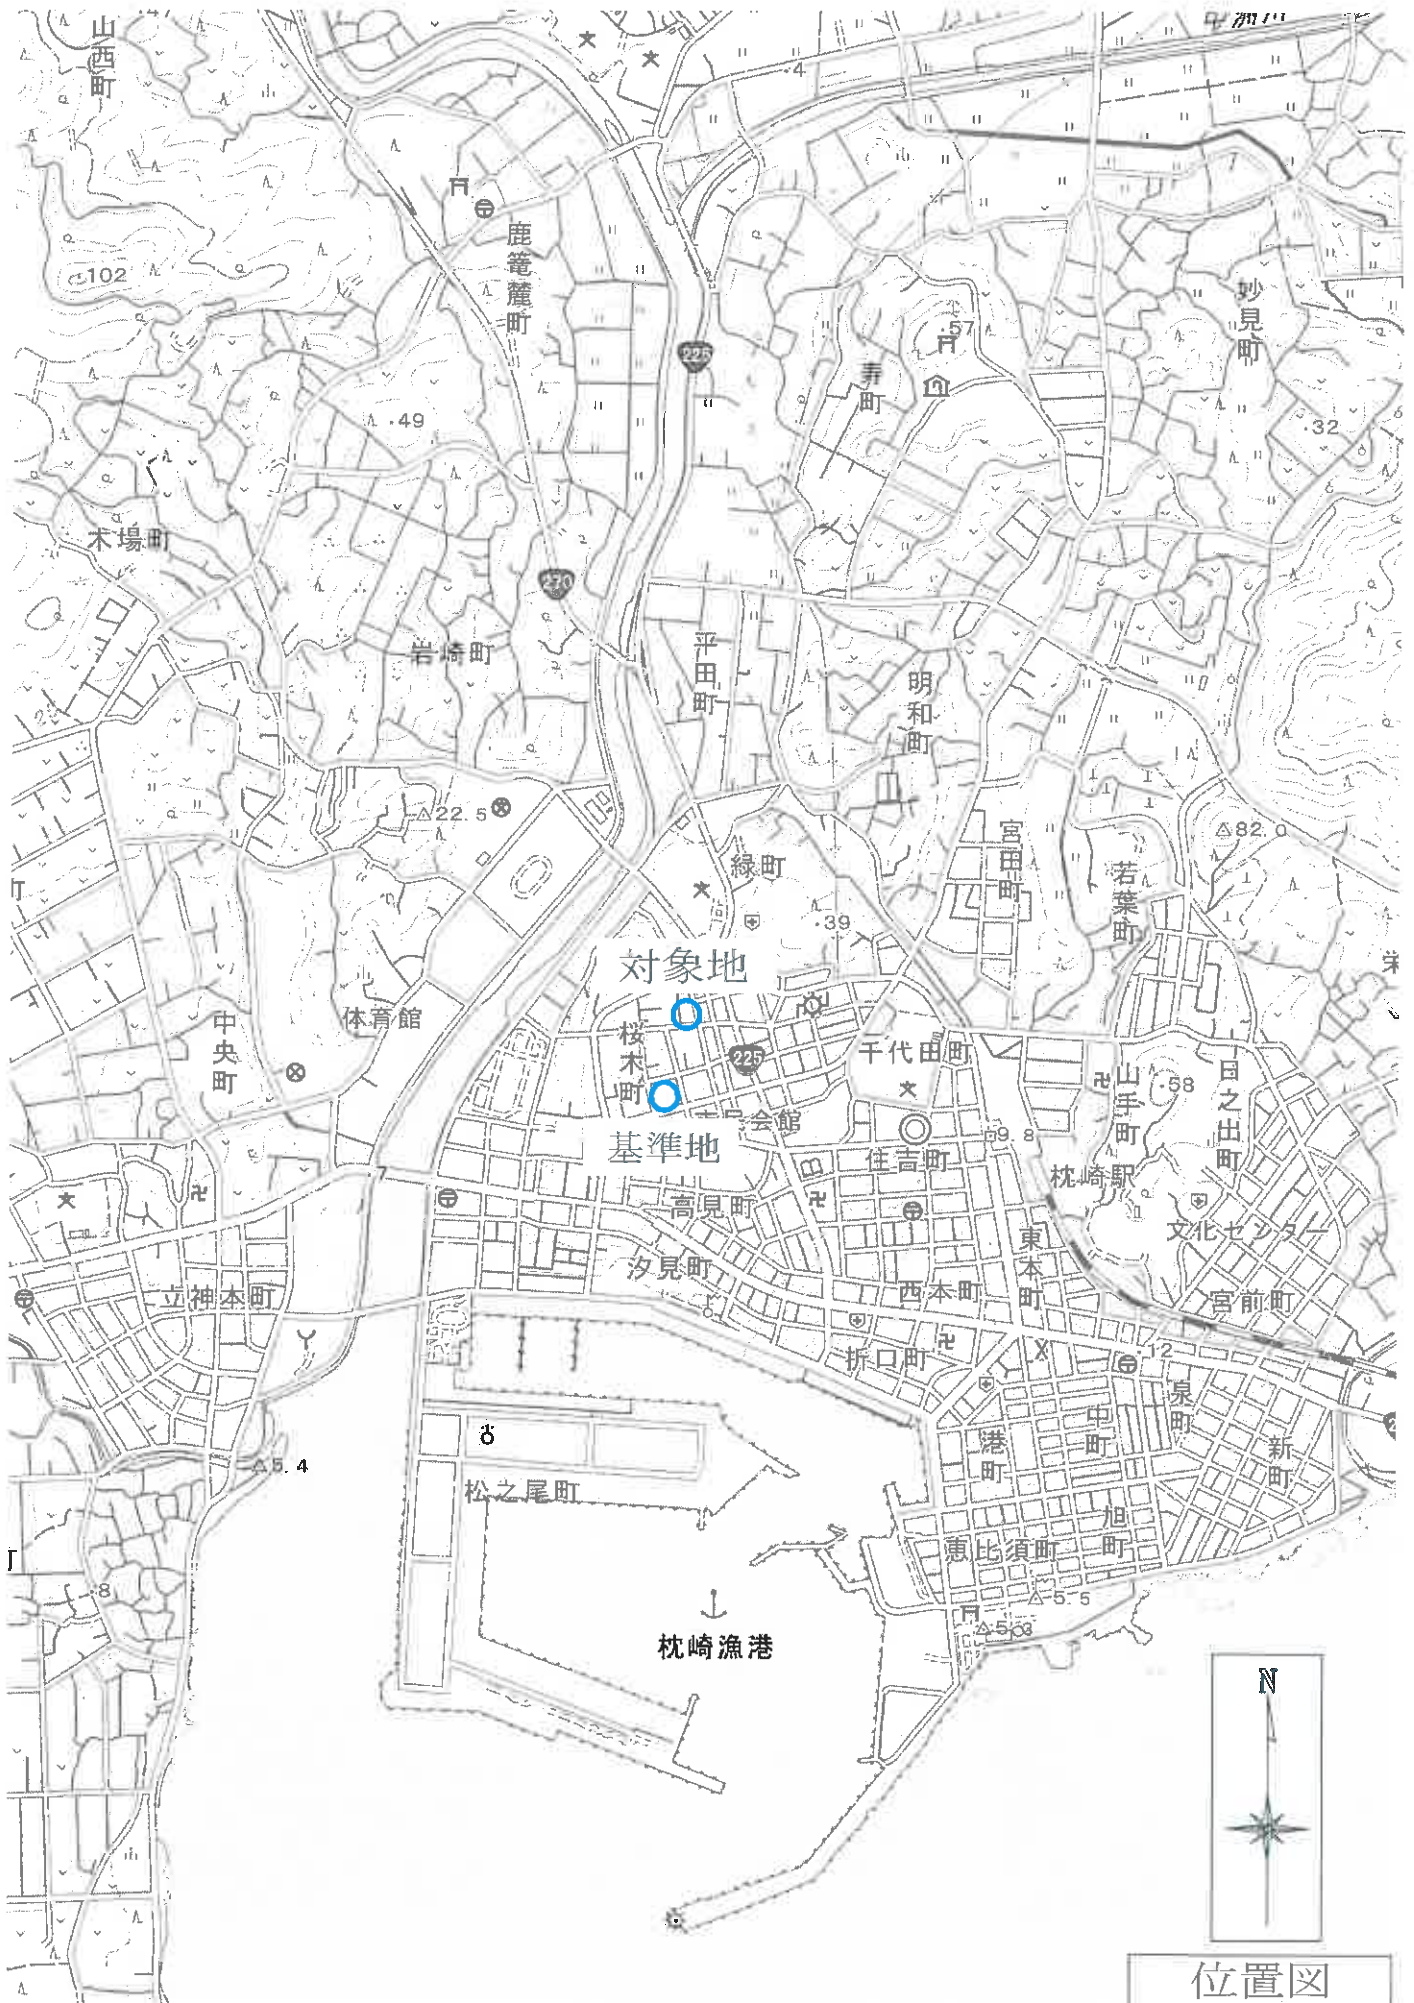 山西町
4
鹿篭麓町
102
妙見町
57
225
寿町
49
32
木場町
270
岩崎町
平田町
明和町
22.5
宮田町
82.0
緑町
若葉町
39
対象地
体育館
中央町
桜木町
225
千代田町
山手町
58
日之出町
会館
基準地
9.8
住吉町
枕崎駅
高見町
文化センター
東本町
汐見町
西本町
立神本町
宮前町
折口町
12
泉町
中町
港町
新町
5.4
松之尾町
旭町
恵比須町
8
5.5
枕崎漁港
N
位置図